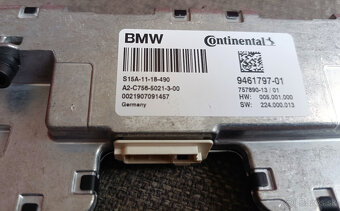 BMW
Continental
S15A-11-18-490
A2-C756-5021-3-00
0021907091457
Germany
9461797-01
757890-13 / 01
HW: 005.001.000
SW: 224.000.013